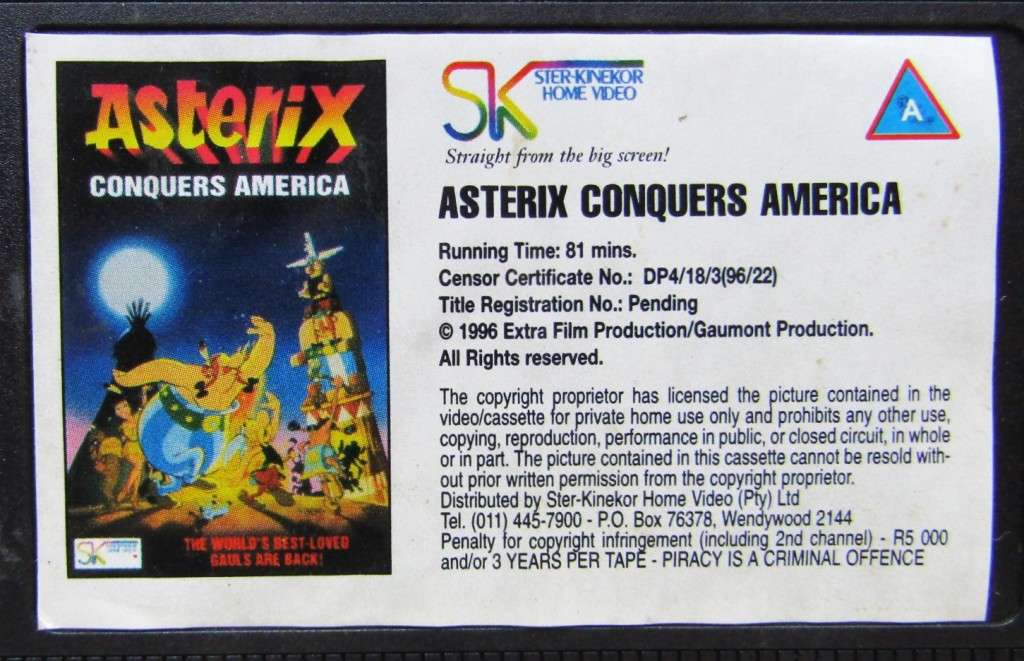 Asterix
CONQUERS AMERICA
THE WORLD'S BEST-LOVED
GAULS ARE BACK!
SK
STER-KINEKOR
HOME VIDEO
Straight from the big screen!
A
ASTERIX CONQUERS AMERICA
Running Time: 81 mins.
Censor Certificate No.: DP4/18/3(96/22)
Title Registration No.: Pending
© 1996 Extra Film Production/Gaumont Production.
All Rights reserved.
The copyright proprietor has licensed the picture contained in the
video/cassette for private home use only and prohibits any other use,
copying, reproduction, performance in public, or closed circuit, in whole
or in part. The picture contained in this cassette cannot be resold with-
out prior written permission from the copyright proprietor.
Distributed by Ster-Kinekor Home Video (Pty) Ltd
Tel. (011) 445-7900 - P.O. Box 76378, Wendywood 2144
Penalty for copyright infringement (including 2nd channel) - R5 000
and/or 3 YEARS PER TAPE - PIRACY IS A CRIMINAL OFFENCE
SK
STER-KINEKOR
HOME VIDEO